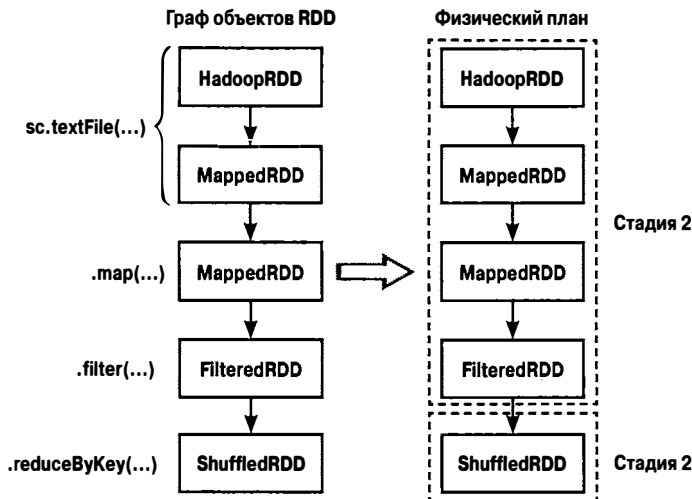 Граф объектов RDD
Физический план
sc.textFile(...)
HadoopRDD
MappedRDD
.map(...)
MappedRDD
.filter(...)
FilteredRDD
.reduceByKey(...)
ShuffledRDD
HadoopRDD
MappedRDD
MappedRDD
FilteredRDD
Стадия 2
ShuffledRDD
Стадия 2